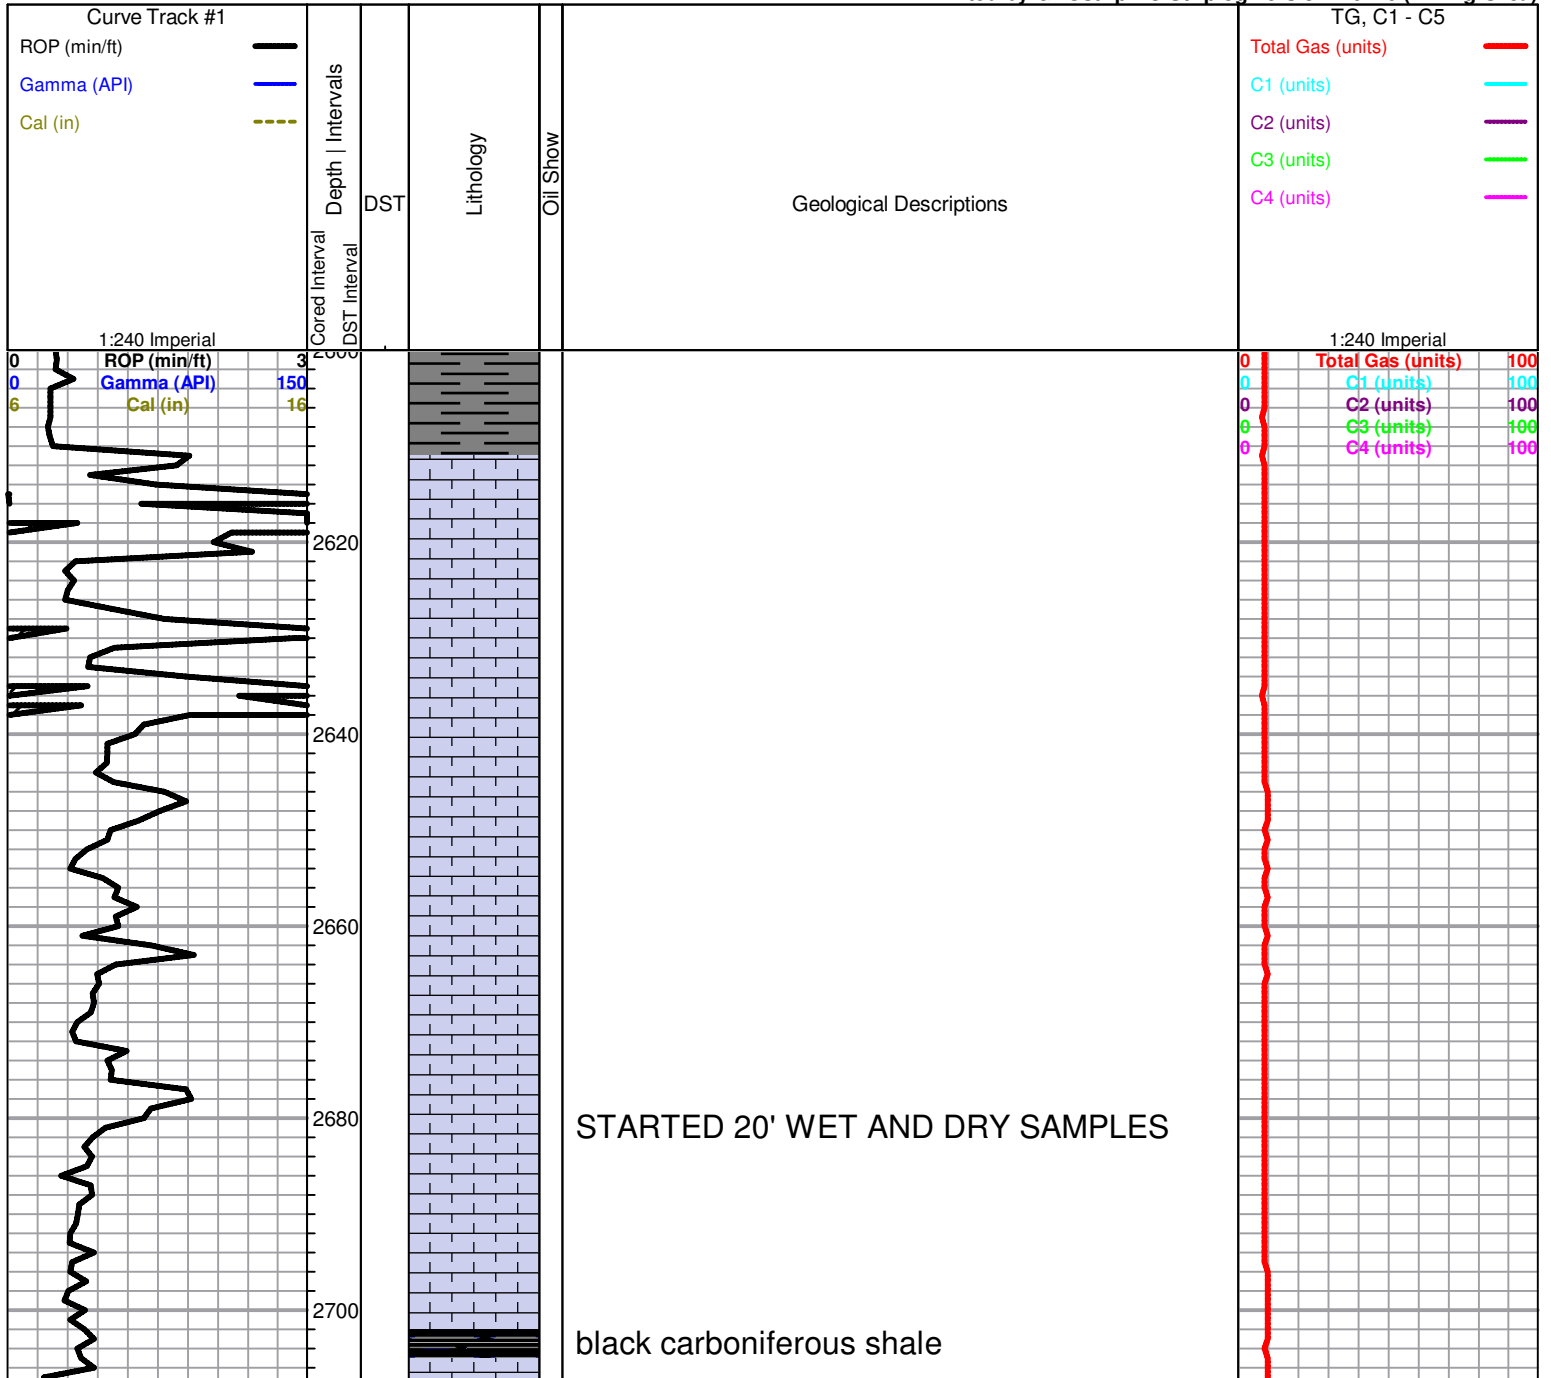 Curve Track #1
ROP (min/ft)
Gamma (API)
Cal (in)
1:240 Imperial
0 ROP (min/ft) 3
0 Gamma (API) 150
6 Cal (in) 16
Depth | Intervals
Cored Interval
DST Interval
DST
Lithology
Oil Show
Geological Descriptions
TG, C1 - C5
Total Gas (units)
C1 (units)
C2 (units)
C3 (units)
C4 (units)
1:240 Imperial
0 Total Gas (units) 100
0 C1 (units) 100
0 C2 (units) 100
0 C3 (units) 100
0 C4 (units) 100
2600
2620
2640
2660
2680
STARTED 20' WET AND DRY SAMPLES
2700
black carboniferous shale